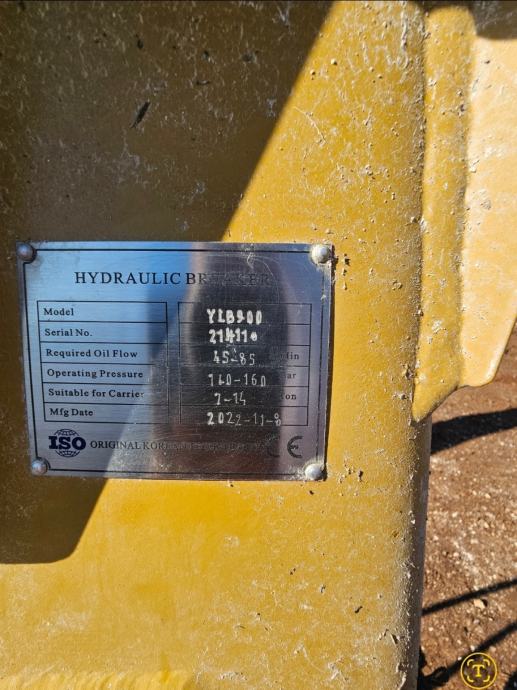 HYDRAULIC BREAKER
Model YLB900
Serial No.
Required Oil Flow 45-85
Operating Pressure 140-160
Suitable for Carrier 7-14
Mfg Date 2022-11-8
ISO ORIGINAL CE
T